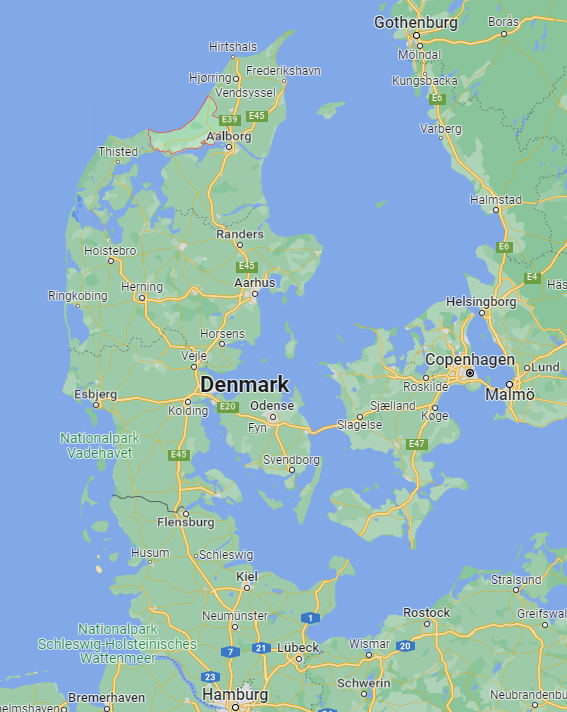 Gothenburg
Borås
Hirtshals
Mölndal
Hjørring
Frederikshavn
Kungsbacka
Vendsyssel
E6
E39
E45
Varberg
Aalborg
Thisted
Halmstad
Randers
E6
Holstebro
E45
E4
Herning
Aarhus
Häs
Ringkobing
Helsingborg
Horsens
Vejle
Copenhagen
Lund
Denmark
Roskilde
Esbjerg
Malmö
Kolding
E20
Odense
Sjælland
Køge
Fyn
Slagelse
Nationalpark
Vadehavet
E47
E45
Svendborg
Flensburg
Husum
Schleswig
Kiel
Stralsund
Neumünster
1
Rostock
Greifswal
Nationalpark
Schleswig-Holsteinisches
Wattenmeer
7
21
Lübeck
Wismar
20
23
Schwerin
Hamburg
Bremerhaven
elmshaven
Neubrandenbu